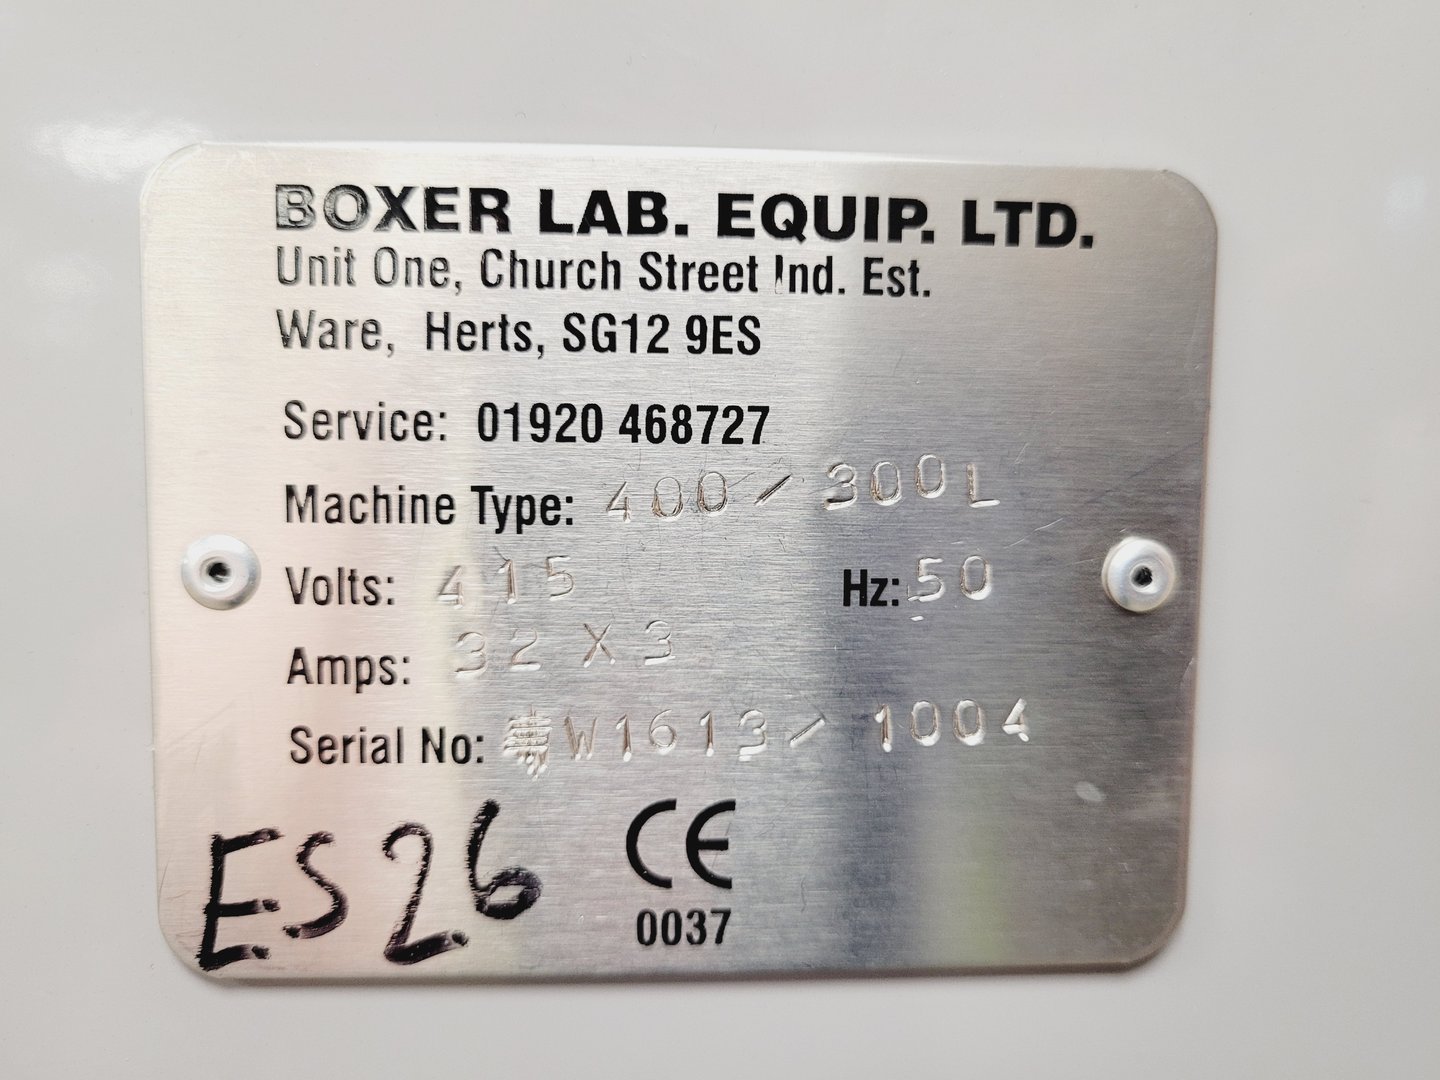 BOXER LAB. EQUIP. LTD.
Unit One, Church Street Ind. Est.
Ware, Herts, SG12 9ES
Service: 01920 468727
Machine Type: 400/300L
Volts: 415 Hz: 50
Amps: 32 X 3
Serial No: W1613/1004
ES26
CE
0037